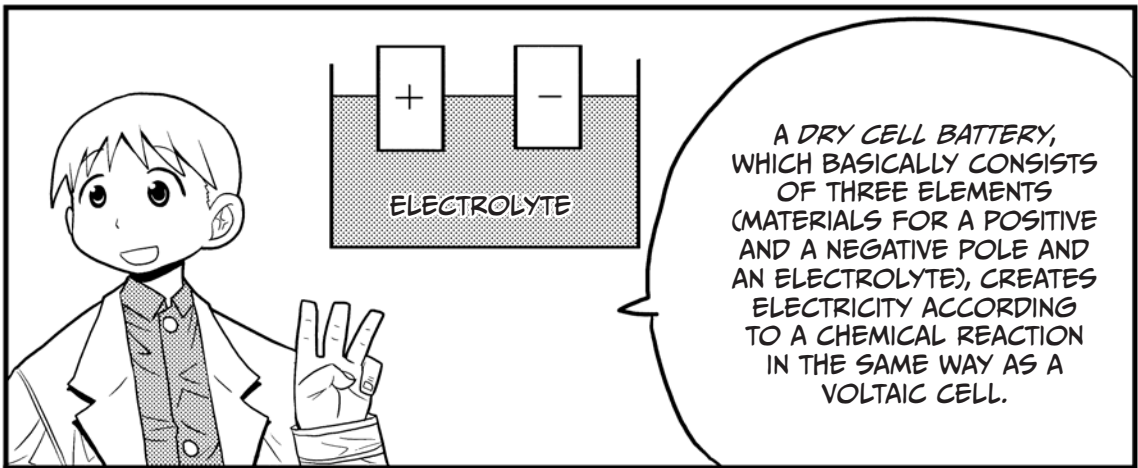 + −
ELECTROLYTE
A DRY CELL BATTERY,
WHICH BASICALLY CONSISTS
OF THREE ELEMENTS
(MATERIALS FOR A POSITIVE
AND A NEGATIVE POLE AND
AN ELECTROLYTE), CREATES
ELECTRICITY ACCORDING
TO A CHEMICAL REACTION
IN THE SAME WAY AS A
VOLTAIC CELL.